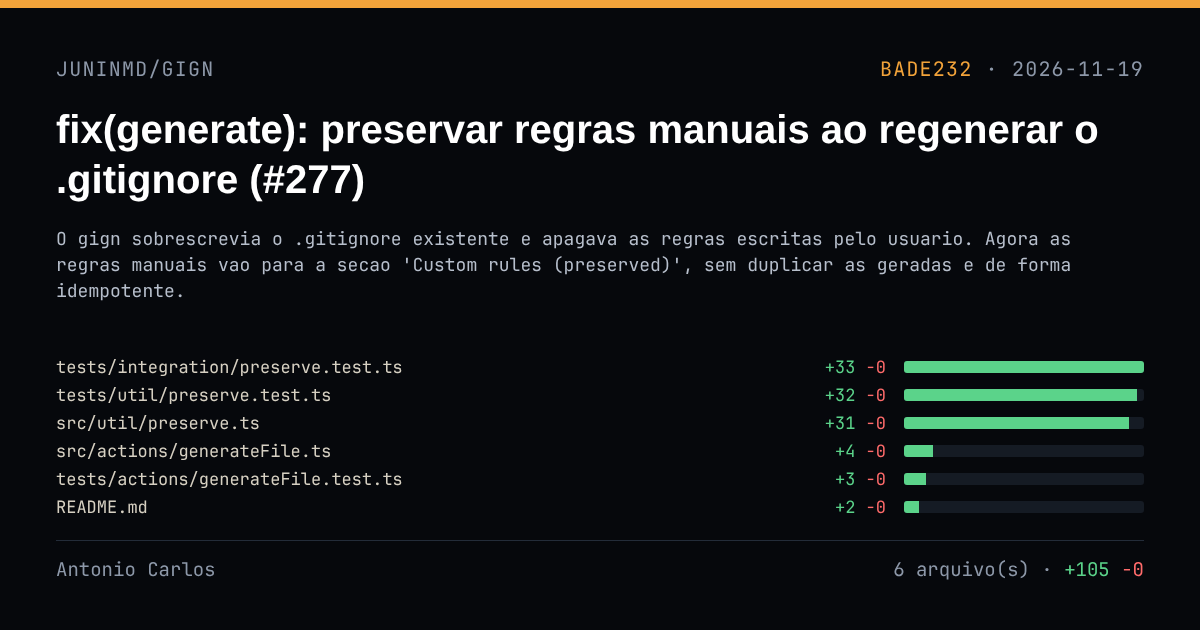 JUNINMD/GIGN
BADE232 · 2026-11-19
fix(generate): preservar regras manuais ao regenerar o
.gitignore (#277)
O gign sobrescrevia o .gitignore existente e apagava as regras escritas pelo usuario. Agora as
regras manuais vao para a secao 'Custom rules (preserved)', sem duplicar as geradas e de forma
idempotente.
tests/integration/preserve.test.ts +33 -0
tests/util/preserve.test.ts +32 -0
src/util/preserve.ts +31 -0
src/actions/generateFile.ts +4 -0
tests/actions/generateFile.test.ts +3 -0
README.md +2 -0
Antonio Carlos
6 arquivo(s) · +105 -0